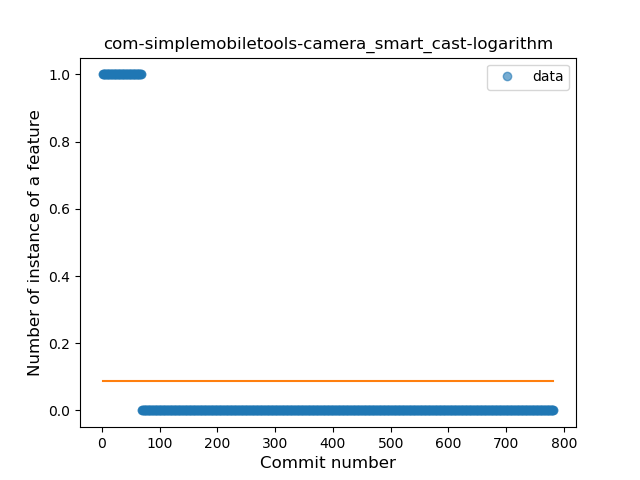 com-simplemobiletools-camera_smart_cast-logarithm
data
Number of instance of a feature
1.0
0.8
0.6
0.4
0.2
0.0
0 100 200 300 400 500 600 700 800
Commit number